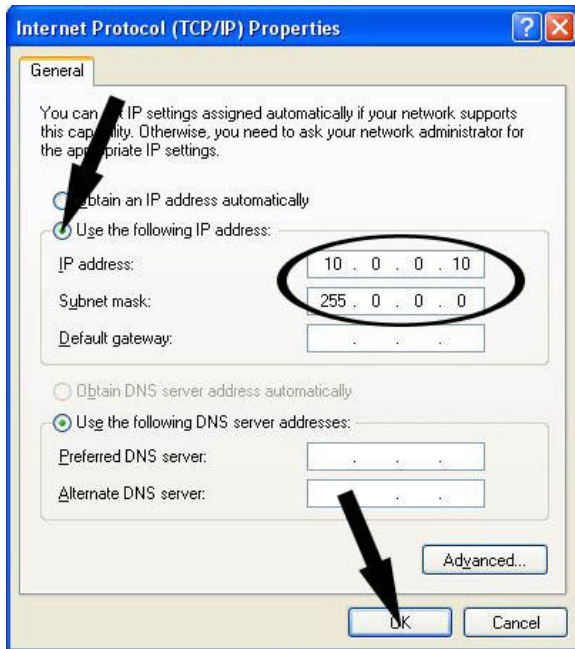 Internet Protocol (TCP/IP) Properties
General
You can IP settings assigned automatically if your network supports
this capability. Otherwise, you need to ask your network administrator for
the appropriate IP settings.
Obtain an IP address automatically
Use the following IP address:
IP address: 10 . 0 . 0 . 10
Subnet mask: 255 . 0 . 0 . 0
Default gateway: . . .
Obtain DNS server address automatically
Use the following DNS server addresses:
Preferred DNS server: . . .
Alternate DNS server: . . .
Advanced...
OK Cancel